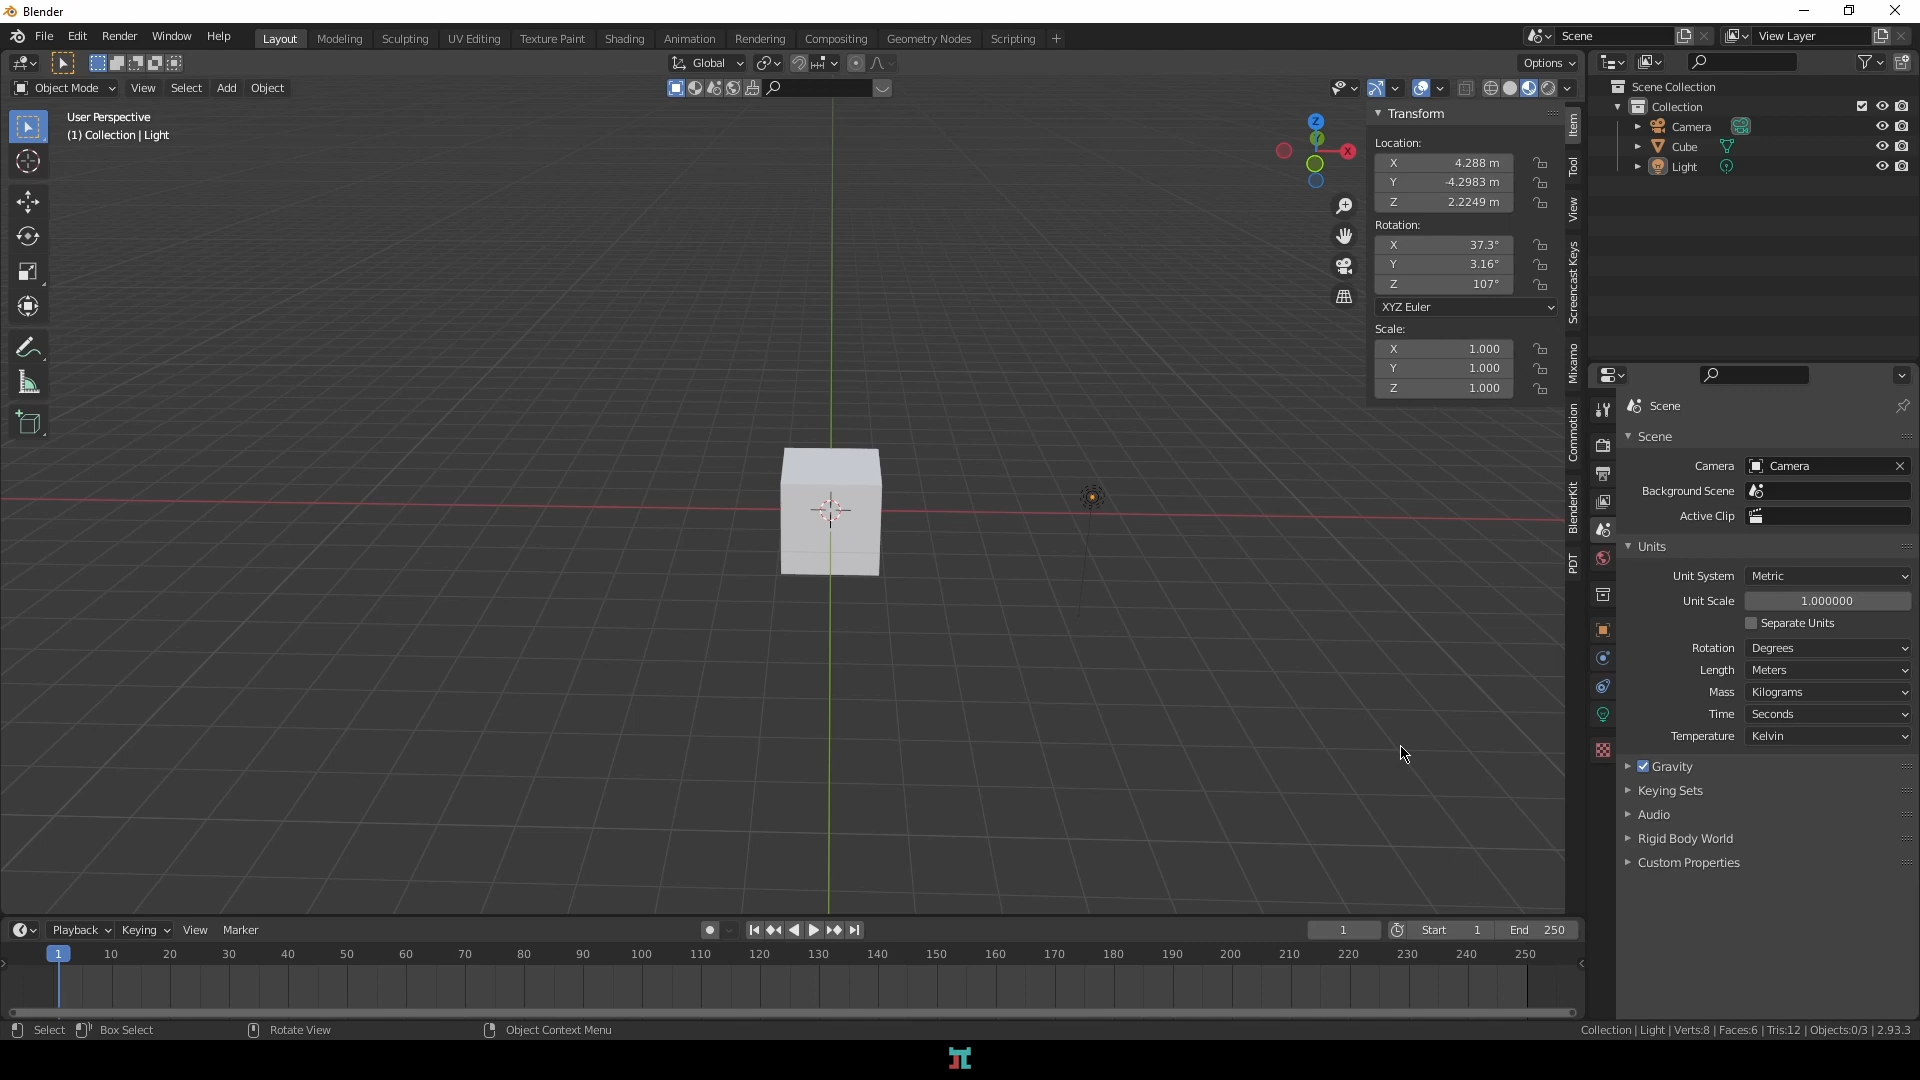 Blender
File Edit Render Window Help
Layout Modeling Sculpting UV Editing Texture Paint Shading Animation Rendering Compositing Geometry Nodes Scripting +
Scene
View Layer
Global
Options
Object Mode View Select Add Object
User Perspective
(1) Collection | Light
Z
Y
X
Transform
Location:
X 4.288 m
Y -4.2983 m
Z 2.2249 m
Rotation:
X 37.3°
Y 3.16°
Z 107°
XYZ Euler
Scale:
X 1.000
Y 1.000
Z 1.000
Item
Tool
View
Screencast Keys
Mixamo
Commotion
BlenderKit
PDT
Scene Collection
Collection
Camera
Cube
Light
Scene
Scene
Camera Camera
Background Scene
Active Clip
Units
Unit System Metric
Unit Scale 1.000000
Separate Units
Rotation Degrees
Length Meters
Mass Kilograms
Time Seconds
Temperature Kelvin
Gravity
Keying Sets
Audio
Rigid Body World
Custom Properties
Playback Keying View Marker
1 Start 1 End 250
1 10 20 30 40 50 60 70 80 90 100 110 120 130 140 150 160 170 180 190 200 210 220 230 240 250
Select Box Select Rotate View Object Context Menu
Collection | Light | Verts:8 | Faces:6 | Tris:12 | Objects:0/3 | 2.93.3